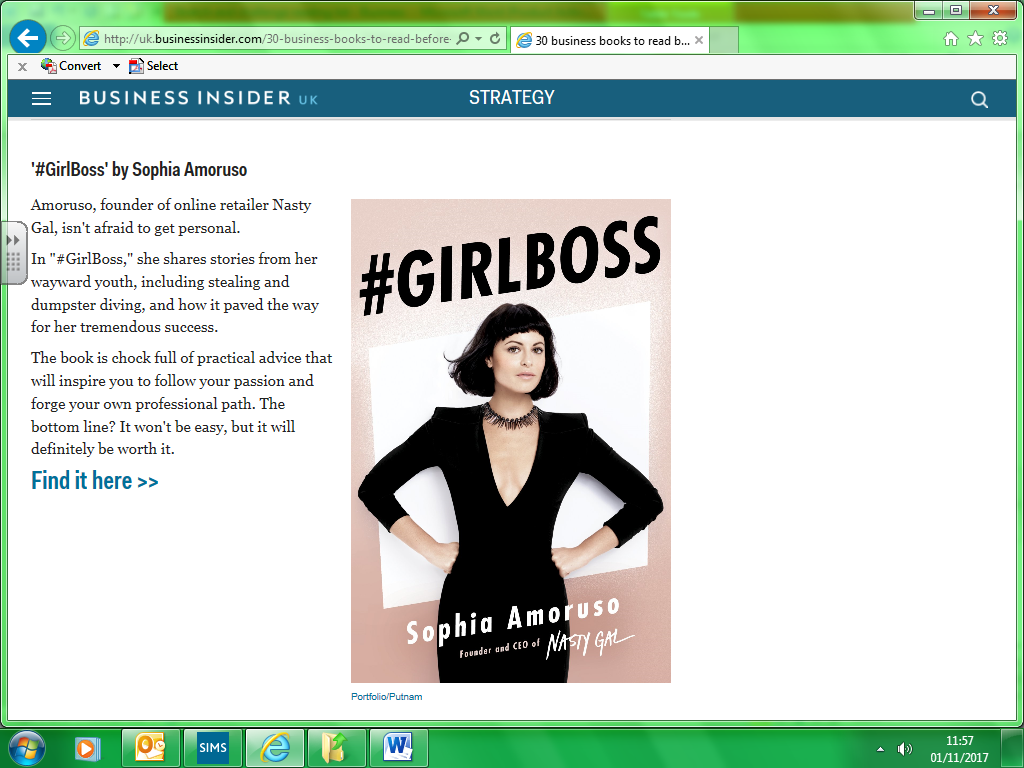 http://uk.businessinsider.com/30-business-books-to-read-before-
30 business books to read b...
Convert
Select
BUSINESS INSIDER UK
STRATEGY
'#GirlBoss' by Sophia Amoruso
Amoruso, founder of online retailer Nasty
Gal, isn't afraid to get personal.
In "#GirlBoss," she shares stories from her
wayward youth, including stealing and
dumpster diving, and how it paved the way
for her tremendous success.
The book is chock full of practical advice that
will inspire you to follow your passion and
forge your own professional path. The
bottom line? It won't be easy, but it will
definitely be worth it.
Find it here >>
#GIRLBOSS
Sophia Amoruso
Founder and CEO of NASTY GAL
Portfolio/Putnam
SIMS
11:57
01/11/2017